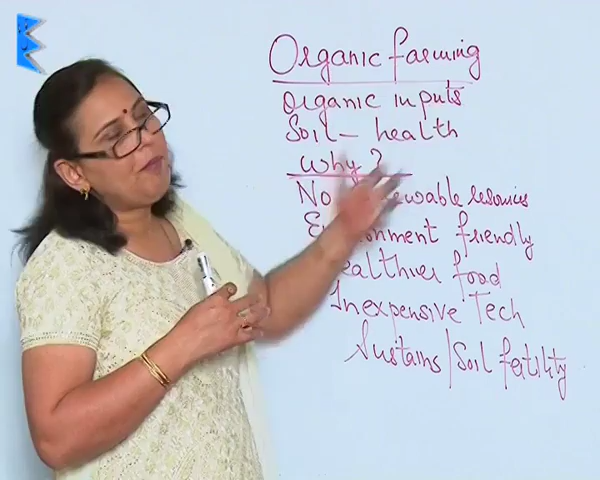 Organic farming
Organic inputs
Soil – health
Why?
No
friendly
food
Inexpensive Tech
Sustains/Soil fertility